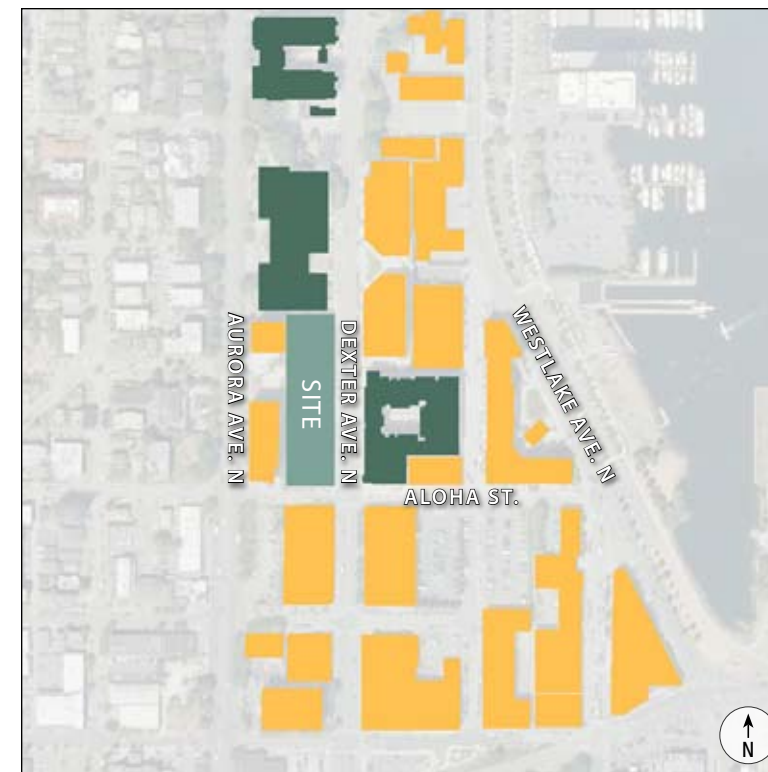 AURORA AVE. N
SITE
DEXTER AVE. N
WESTLAKE AVE. N
ALOHA ST.
N